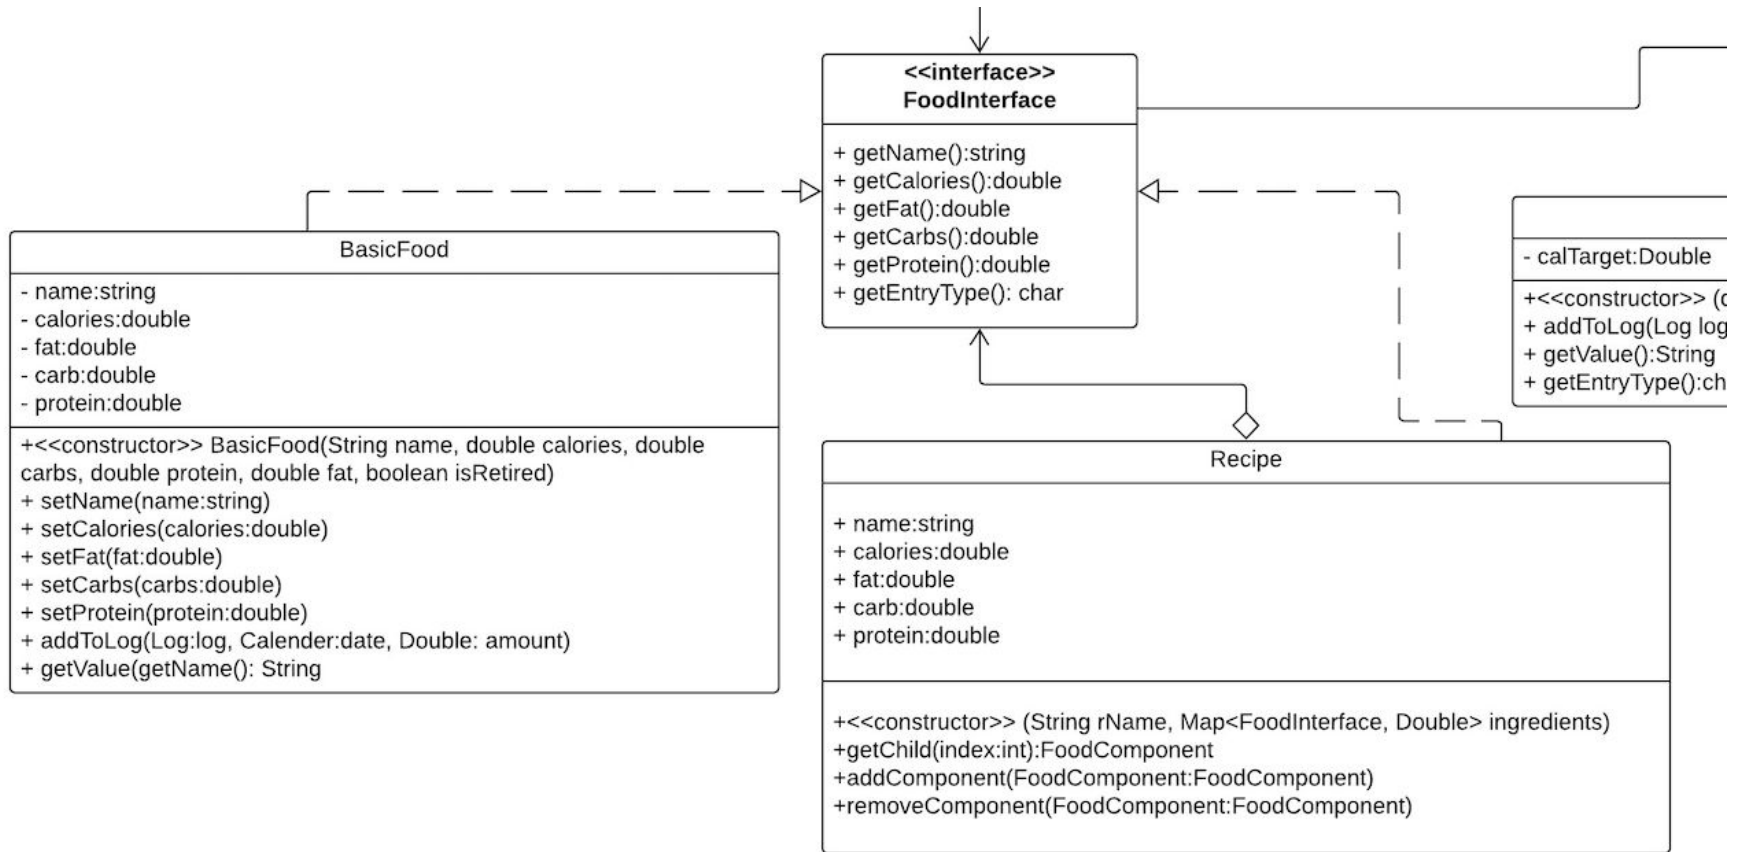 <<interface>>
FoodInterface
+ getName():string
+ getCalories():double
+ getFat():double
+ getCarbs():double
+ getProtein():double
+ getEntryType(): char
BasicFood
- name:string
- calories:double
- fat:double
- carb:double
- protein:double
+<<constructor>> BasicFood(String name, double calories, double
carbs, double protein, double fat, boolean isRetired)
+ setName(name:string)
+ setCalories(calories:double)
+ setFat(fat:double)
+ setCarbs(carbs:double)
+ setProtein(protein:double)
+ addToLog(Log:log, Calender:date, Double: amount)
+ getValue(getName(): String
- calTarget:Double
+<<constructor>> (
+ addToLog(Log log
+ getValue():String
+ getEntryType():ch
Recipe
+ name:string
+ calories:double
+ fat:double
+ carb:double
+ protein:double
+<<constructor>> (String rName, Map<FoodInterface, Double> ingredients)
+getChild(index:int):FoodComponent
+addComponent(FoodComponent:FoodComponent)
+removeComponent(FoodComponent:FoodComponent)